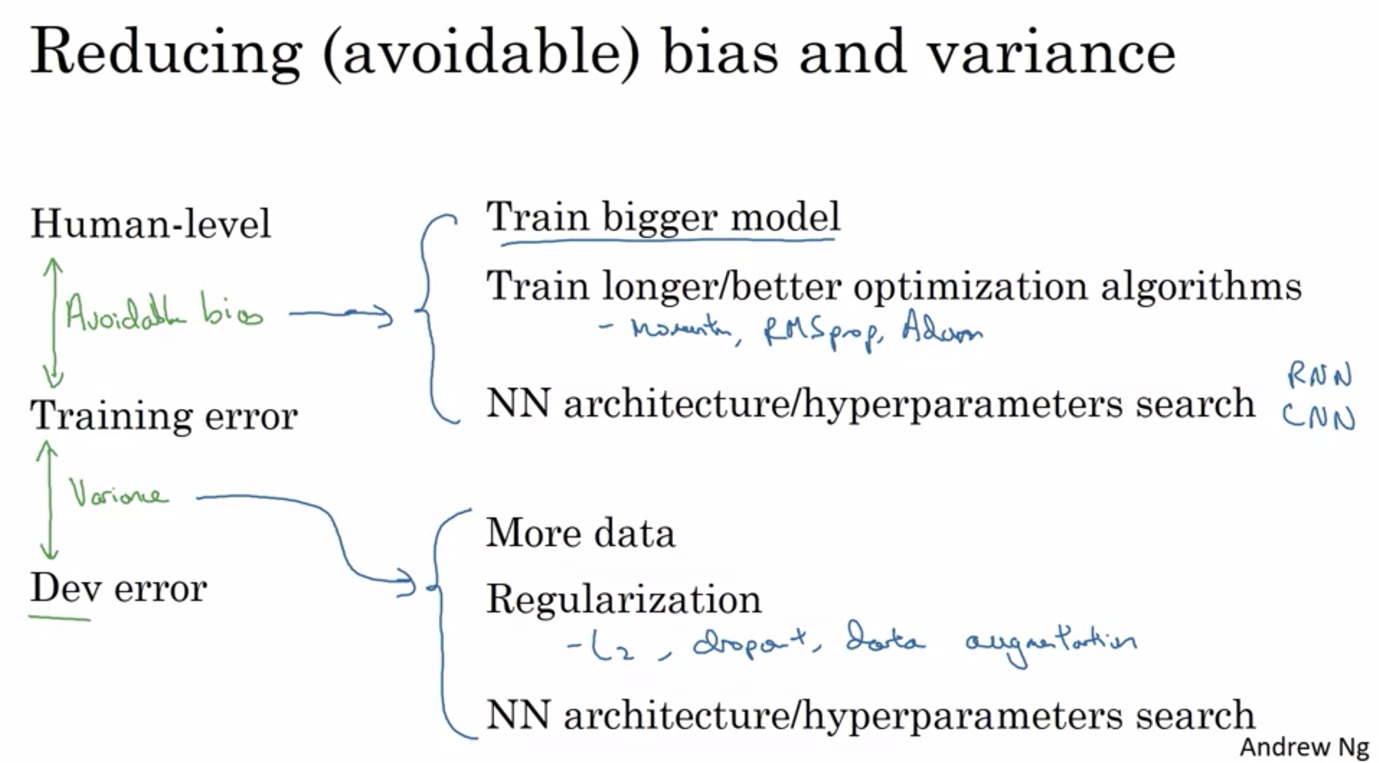 Reducing (avoidable) bias and variance
Human-level
Avoidable bias
Training error
Variance
Dev error
Train bigger model
Train longer/better optimization algorithms
- momentum, RMSprop, Adam
NN architecture/hyperparameters search
RNN
CNN
More data
Regularization
- L2, dropout, data augmentation
NN architecture/hyperparameters search
Andrew Ng